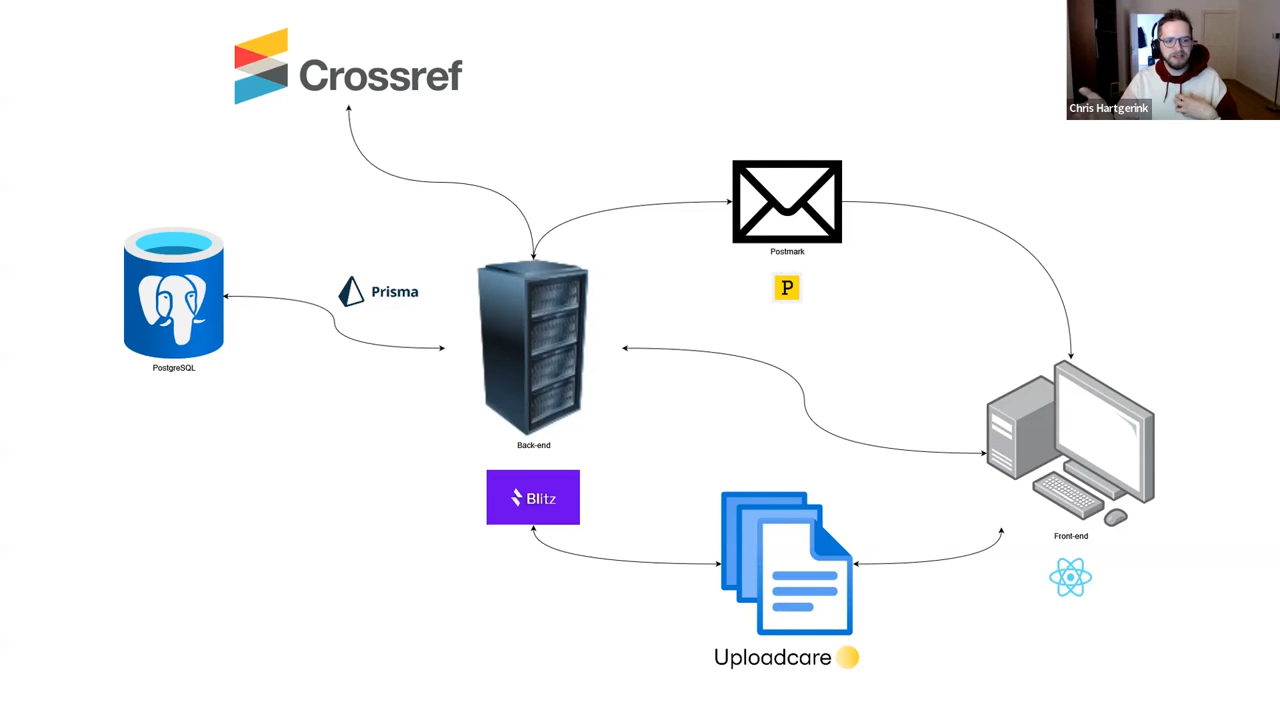 Crossref
Chris Hartgerink
Postmark
P
Prisma
PostgreSQL
Back-end
Blitz
Front-end
Uploadcare